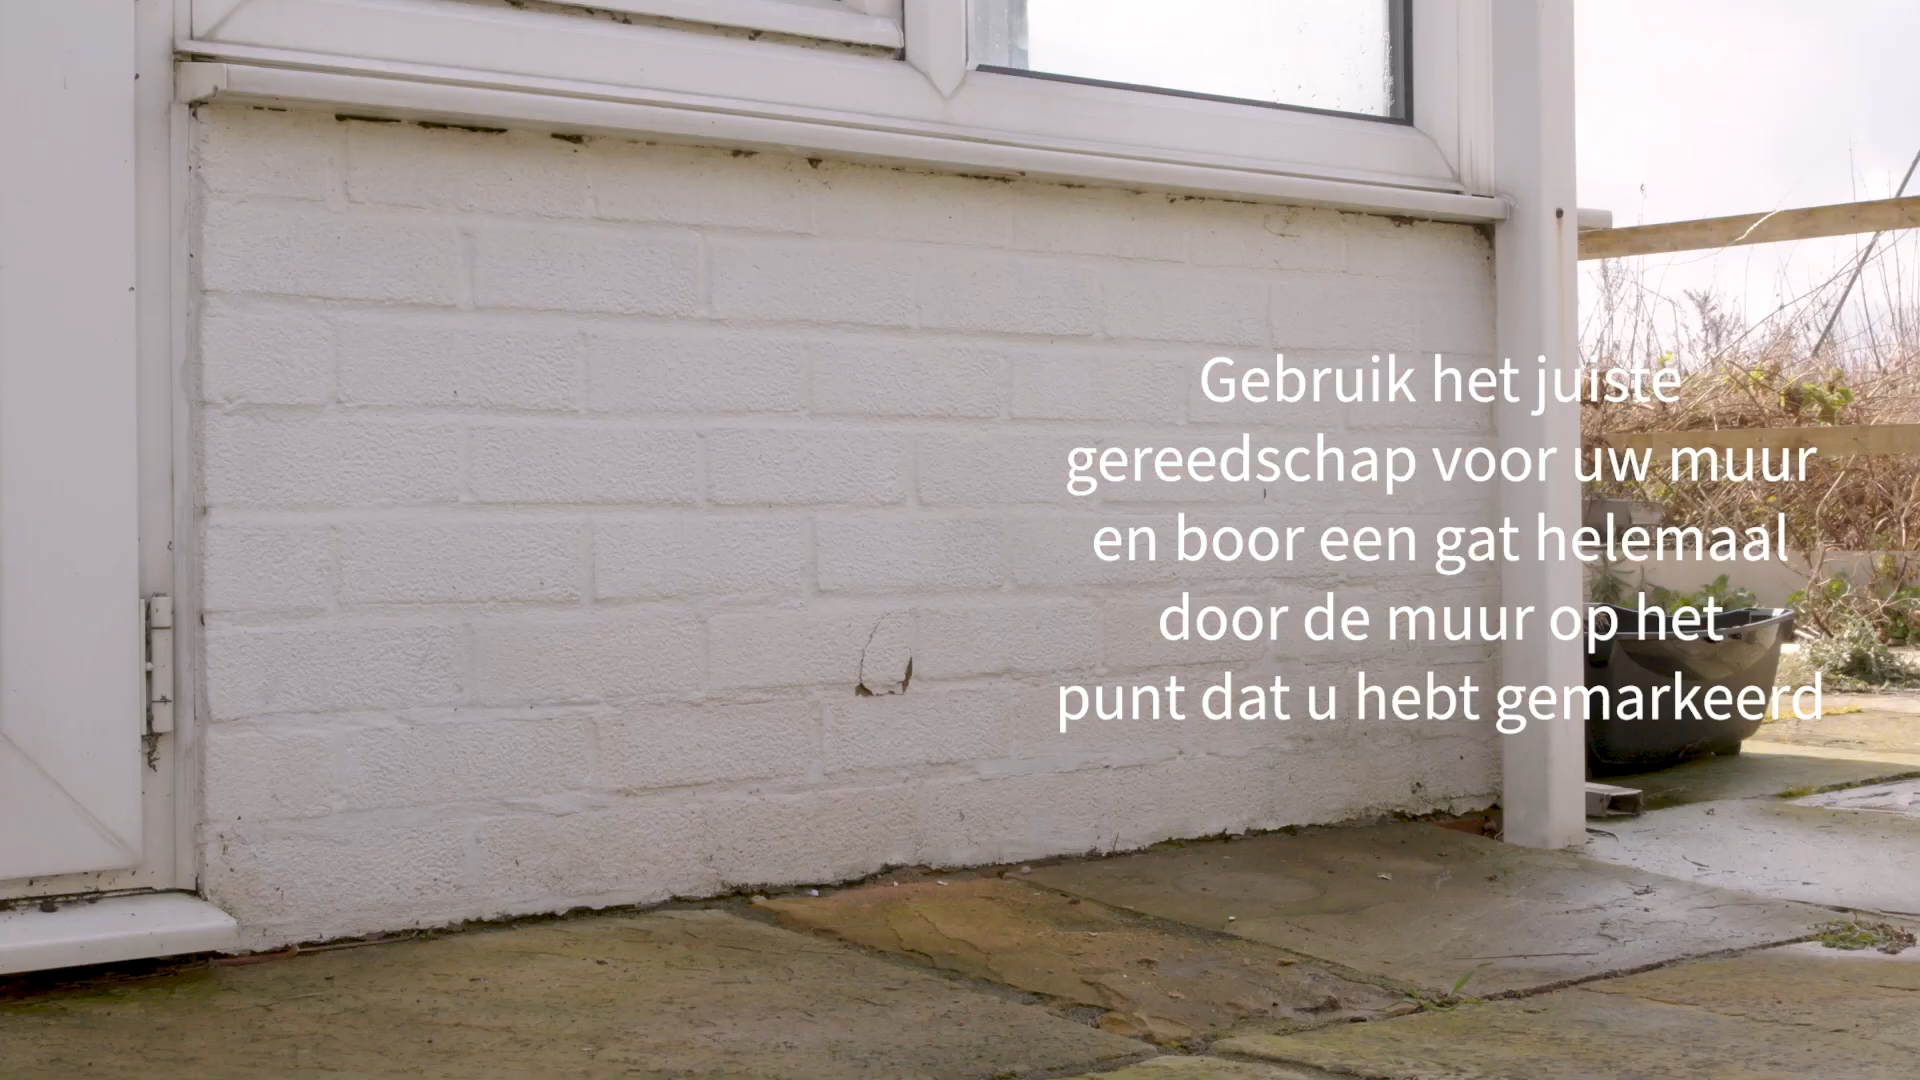 Gebruik het juiste
gereedschap voor uw muur
en boor een gat helemaal
door de muur op het
punt dat u hebt gemarkeerd